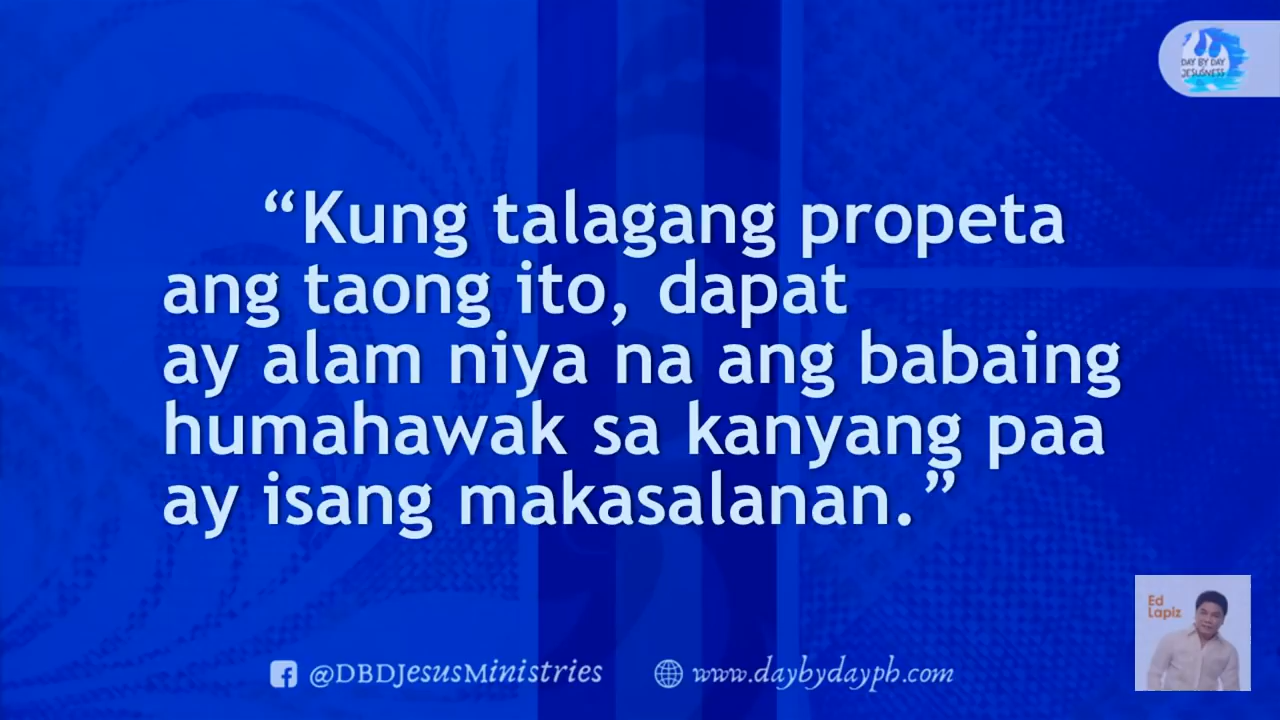 DAY BY DAY
JESUSNESS
“Kung talagang propeta
ang taong ito, dapat
ay alam niya na ang babaing
humahawak sa kanyang paa
ay isang makasalanan.”
Ed
Lapiz
@DBDJesusMinistries
www.daybydayph.com